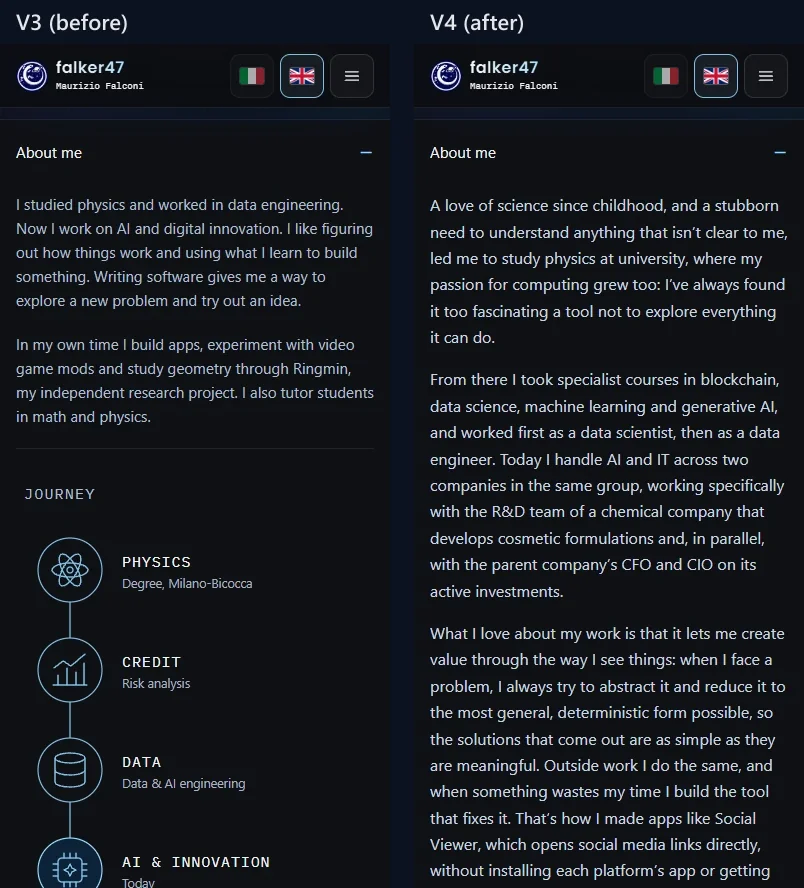 V3 (before)
falker47
Maurizio Falconi
About me
I studied physics and worked in data engineering.
Now I work on AI and digital innovation. I like figuring
out how things work and using what I learn to build
something. Writing software gives me a way to
explore a new problem and try out an idea.
In my own time I build apps, experiment with video
game mods and study geometry through Ringmin,
my independent research project. I also tutor students
in math and physics.
JOURNEY
PHYSICS
Degree, Milano-Bicocca
CREDIT
Risk analysis
DATA
Data & AI engineering
AI & INNOVATION
Today
V4 (after)
falker47
Maurizio Falconi
About me
A love of science since childhood, and a stubborn
need to understand anything that isn’t clear to me,
led me to study physics at university, where my
passion for computing grew too: I’ve always found
it too fascinating a tool not to explore everything
it can do.
From there I took specialist courses in blockchain,
data science, machine learning and generative AI,
and worked first as a data scientist, then as a data
engineer. Today I handle AI and IT across two
companies in the same group, working specifically
with the R&D team of a chemical company that
develops cosmetic formulations and, in parallel,
with the parent company’s CFO and CIO on its
active investments.
What I love about my work is that it lets me create
value through the way I see things: when I face a
problem, I always try to abstract it and reduce it to
the most general, deterministic form possible, so
the solutions that come out are as simple as they
are meaningful. Outside work I do the same, and
when something wastes my time I build the tool
that fixes it. That’s how I made apps like Social
Viewer, which opens social media links directly,
without installing each platform’s app or getting